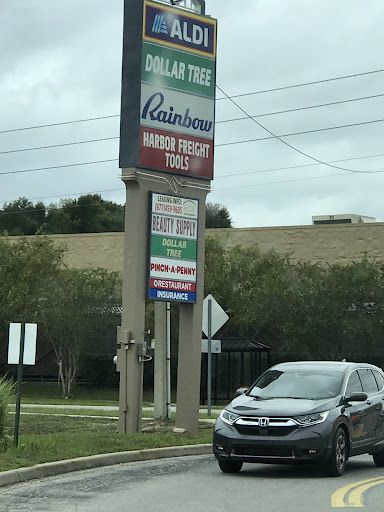 ALDI
DOLLAR TREE
Rainbow
HARBOR FREIGHT
TOOLS
LEASING INFO:
BEAUTY SUPPLY
DOLLAR
TREE
PINCH-A-PENNY
RESTAURANT
INSURANCE